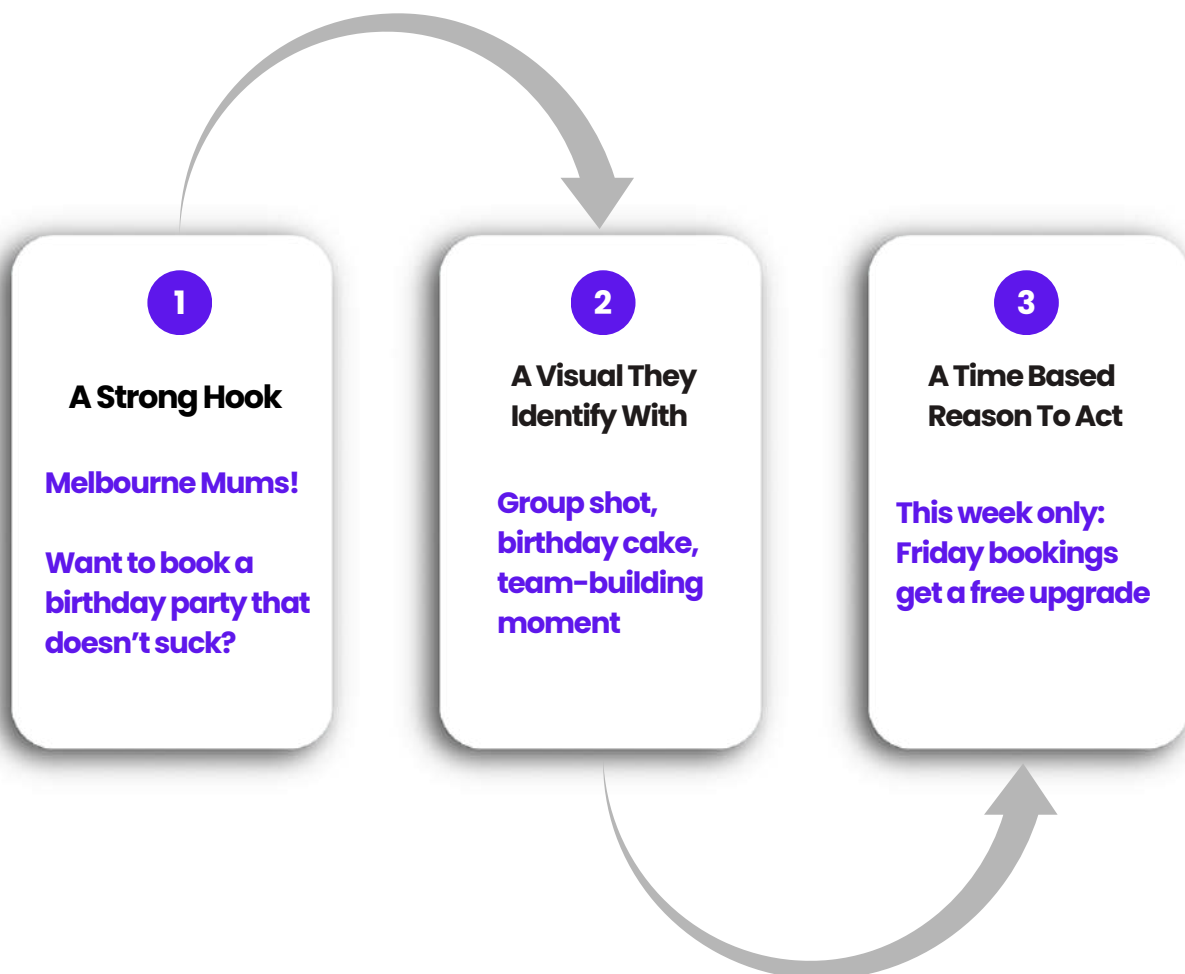 1
A Strong Hook
Melbourne Mums!
Want to book a
birthday party that
doesn't suck?
2
A Visual They
Identify With
Group shot,
birthday cake,
team-building
moment
3
A Time Based
Reason To Act
This week only:
Friday bookings
get a free upgrade